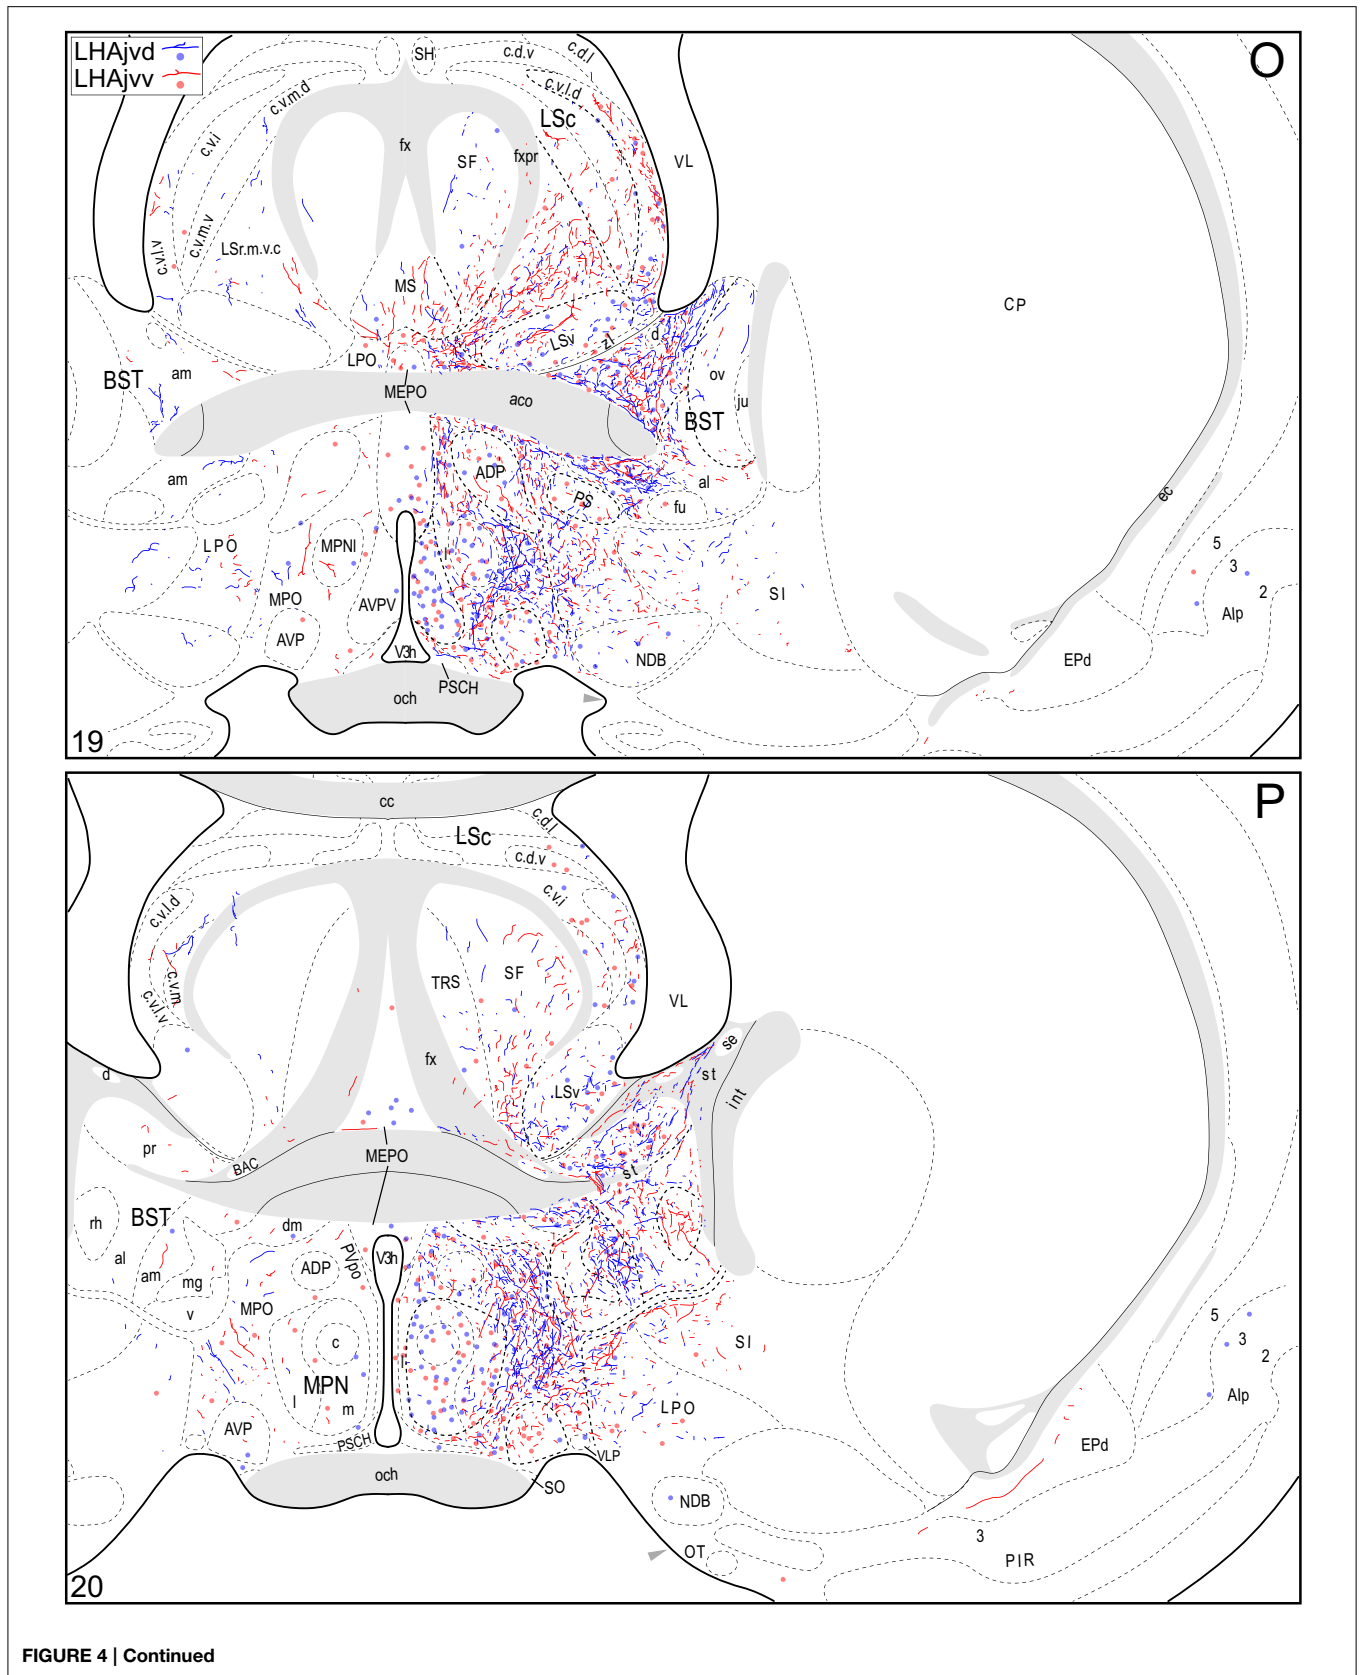 LHAjvd
LHAjvv
O
SH
c.d.v
c.d.l
c.v.l.d
c.v.m.d
c.v.i
LSc
fx
SF
fxpr
VL
c.v.m.v
c.v.l.v
LSr.m.v.c
MS
CP
LSv
zl
d
LPO
BST
am
MEPO
aco
ov
ju
BST
am
ADP
PS
al
fu
ec
LPO
MPNl
l
5
3
2
MPO
AVPV
SI
AIp
AVP
V3h
NDB
EPd
PSCH
och
19
P
cc
LSc
c.d.l
c.d.v
c.v.i
c.v.l.d
c.v.m
c.v.l.v
TRS
SF
VL
fx
se
st
int
d
LSv
pr
BAC
MEPO
st
rh
BST
dm
al
am
mg
ADP
PVpo
V3h
v
MPO
c
l
SI
5
3
2
MPN
l
m
LPO
AIp
AVP
PSCH
EPd
VLP
och
SO
NDB
3
OT
PIR
20
FIGURE 4 | Continued